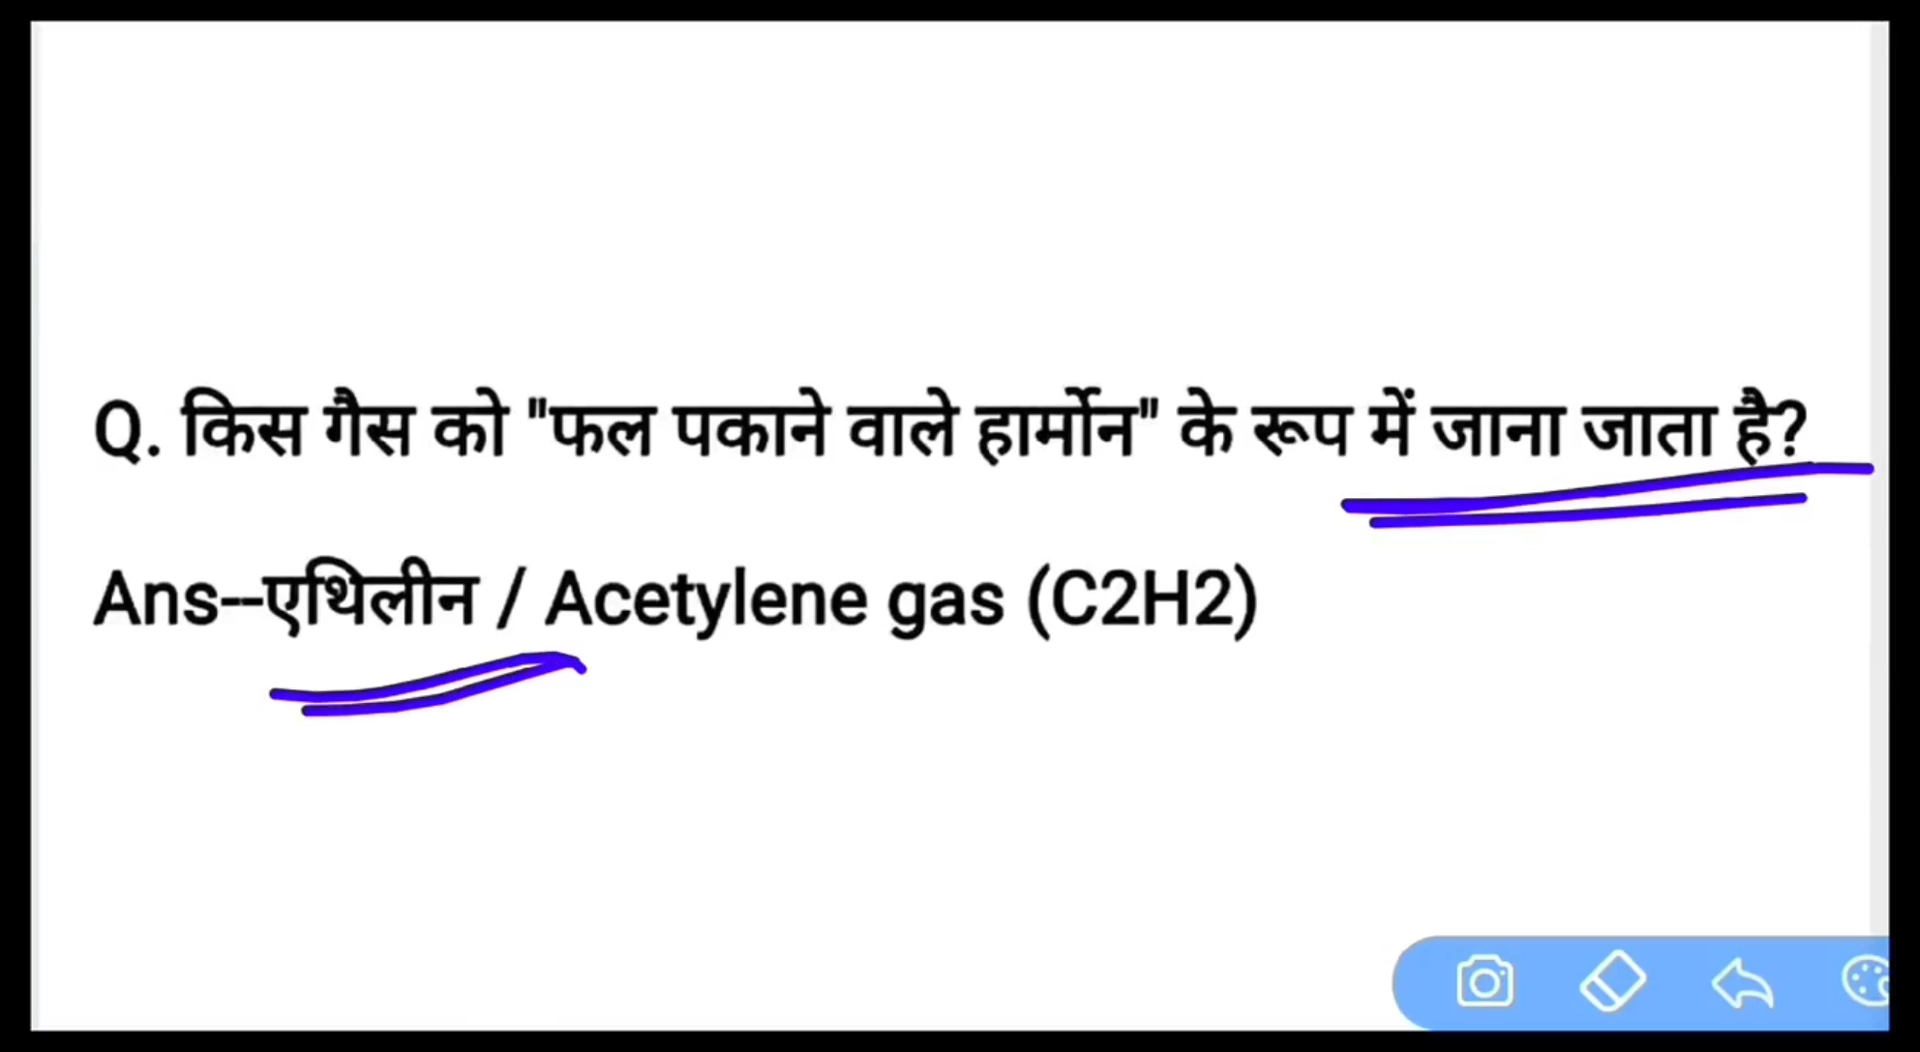 Q. किस गैस को "फल पकाने वाले हार्मोन" के रूप में जाना जाता है?
Ans--एथिलीन / Acetylene gas (C2H2)